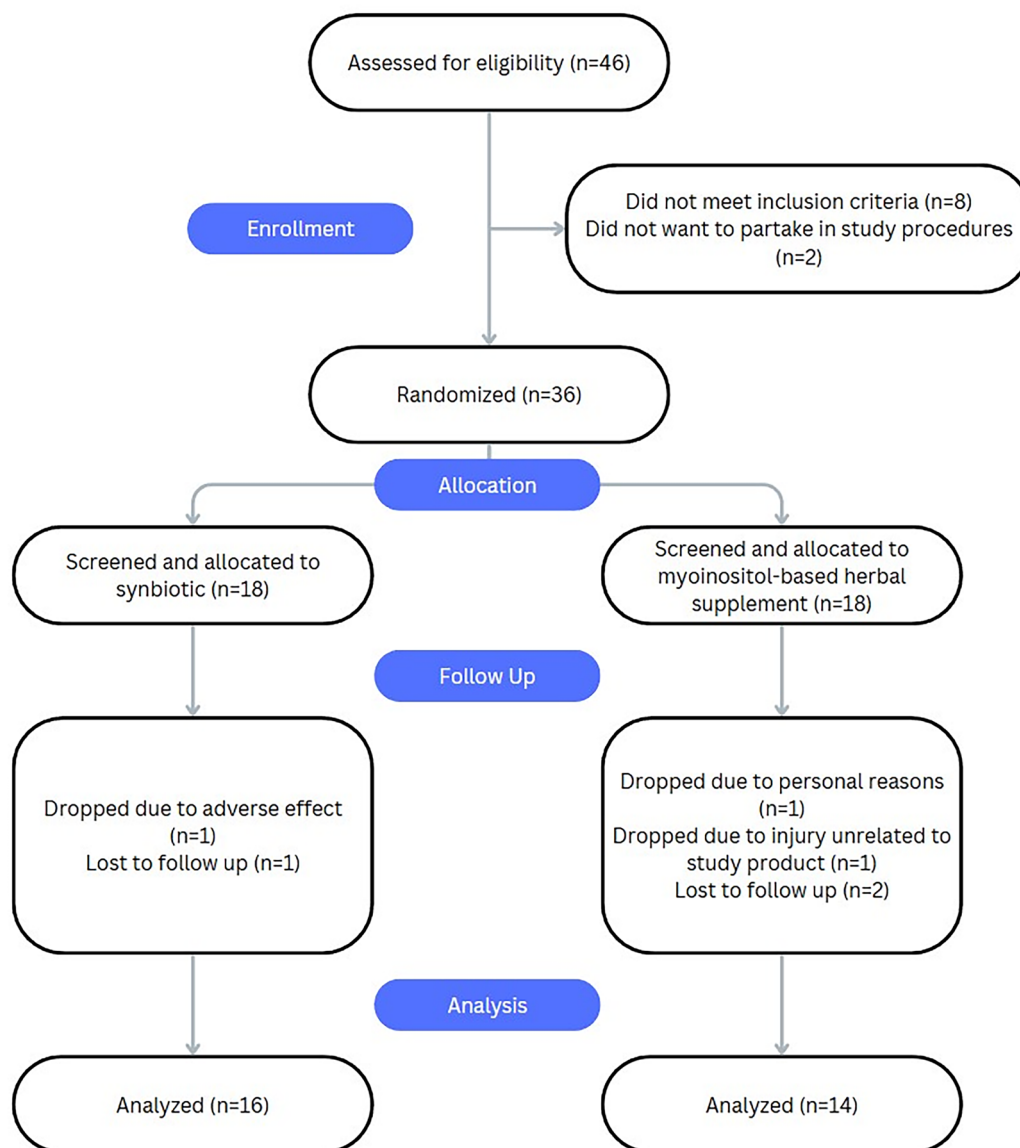 Assessed for eligibility (n=46)
Did not meet inclusion criteria (n=8)
Did not want to partake in study procedures
(n=2)
Enrollment
Randomized (n=36)
Allocation
Screened and allocated to
synbiotic (n=18)
Screened and allocated to
myoinositol-based herbal
supplement (n=18)
Follow Up
Dropped due to adverse effect
(n=1)
Lost to follow up (n=1)
Dropped due to personal reasons
(n=1)
Dropped due to injury unrelated to
study product (n=1)
Lost to follow up (n=2)
Analysis
Analyzed (n=16)
Analyzed (n=14)